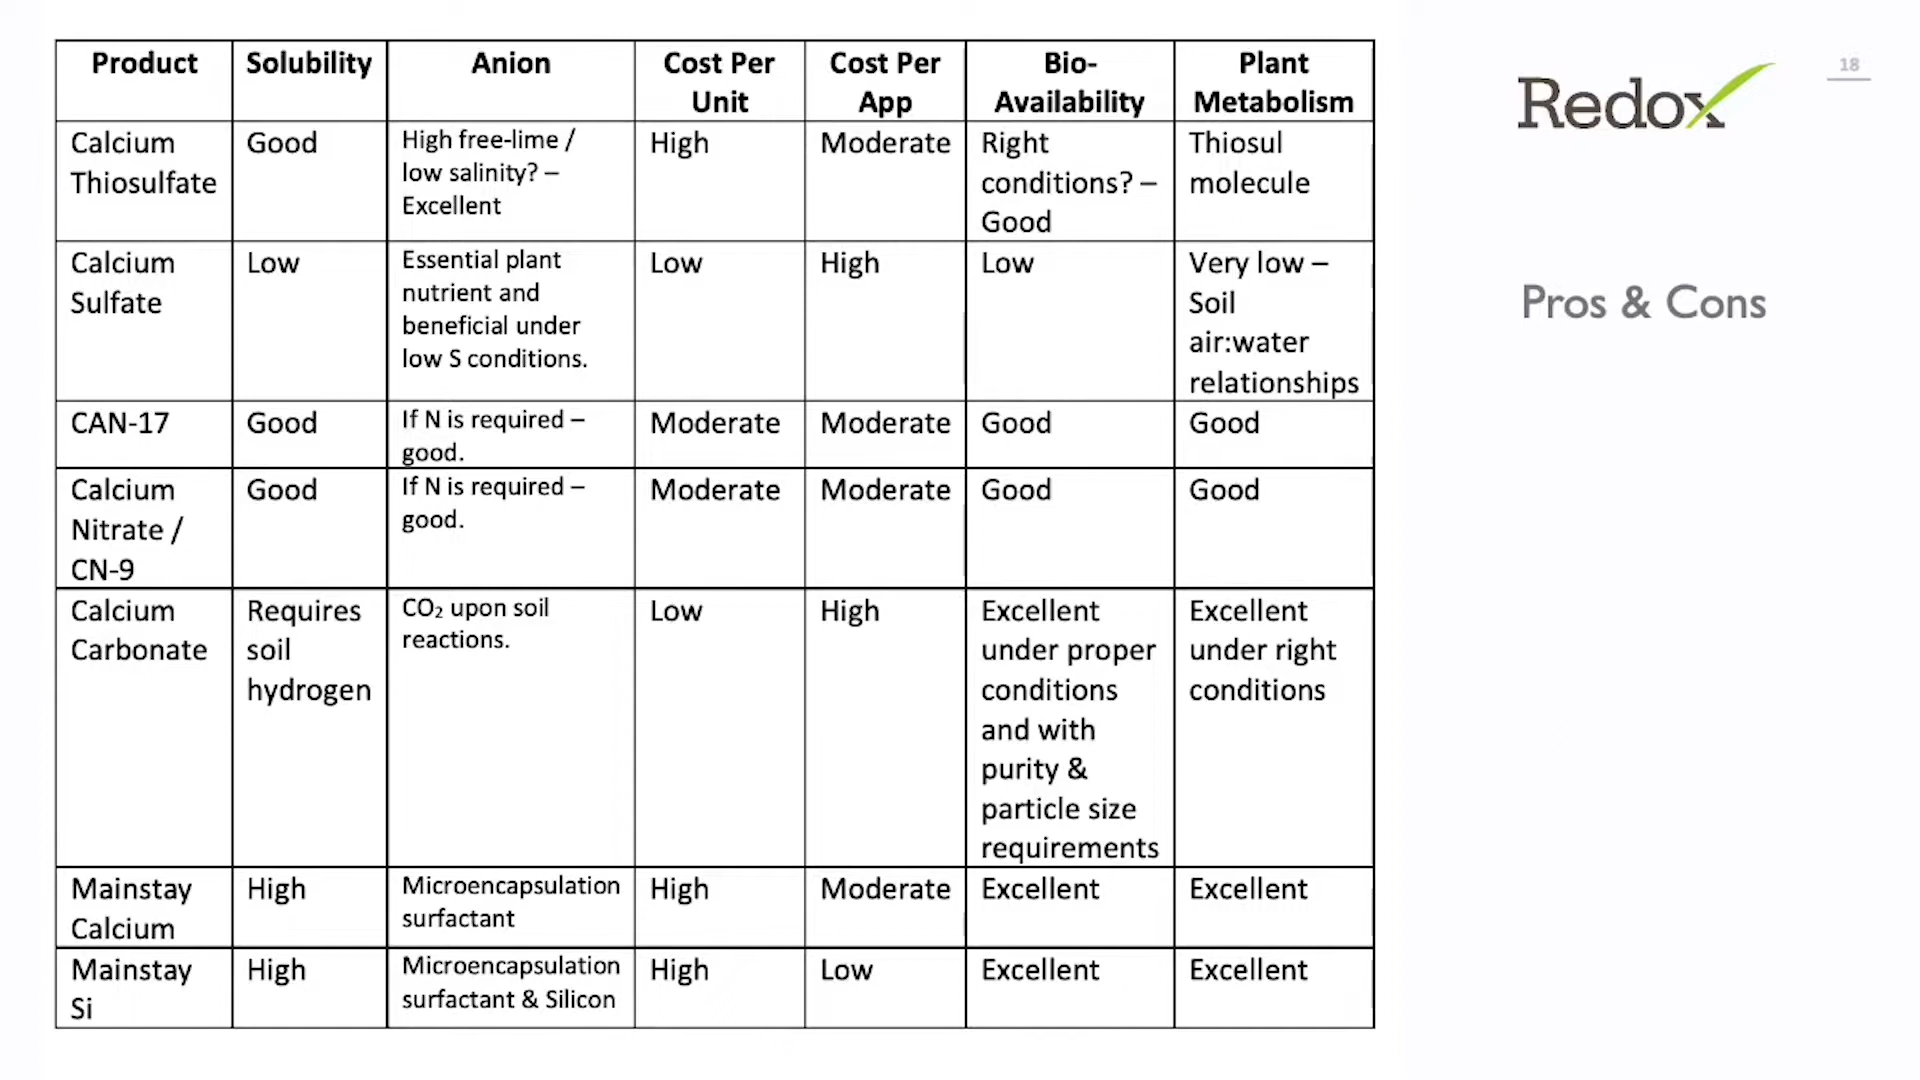 Product Solubility Anion Cost Per Unit Cost Per App Bio-Availability Plant Metabolism
Calcium Thiosulfate Good High free-lime / low salinity? – Excellent High Moderate Right conditions? – Good Thiosul molecule
Calcium Sulfate Low Essential plant nutrient and beneficial under low S conditions. Low High Low Very low – Soil air:water relationships
CAN-17 Good If N is required – good. Moderate Moderate Good Good
Calcium Nitrate / CN-9 Good If N is required – good. Moderate Moderate Good Good
Calcium Carbonate Requires soil hydrogen CO₂ upon soil reactions. Low High Excellent under proper conditions and with purity & particle size requirements Excellent under right conditions
Mainstay Calcium High Microencapsulation surfactant High Moderate Excellent Excellent
Mainstay Si High Microencapsulation surfactant & Silicon High Low Excellent Excellent
Redox
18
Pros & Cons